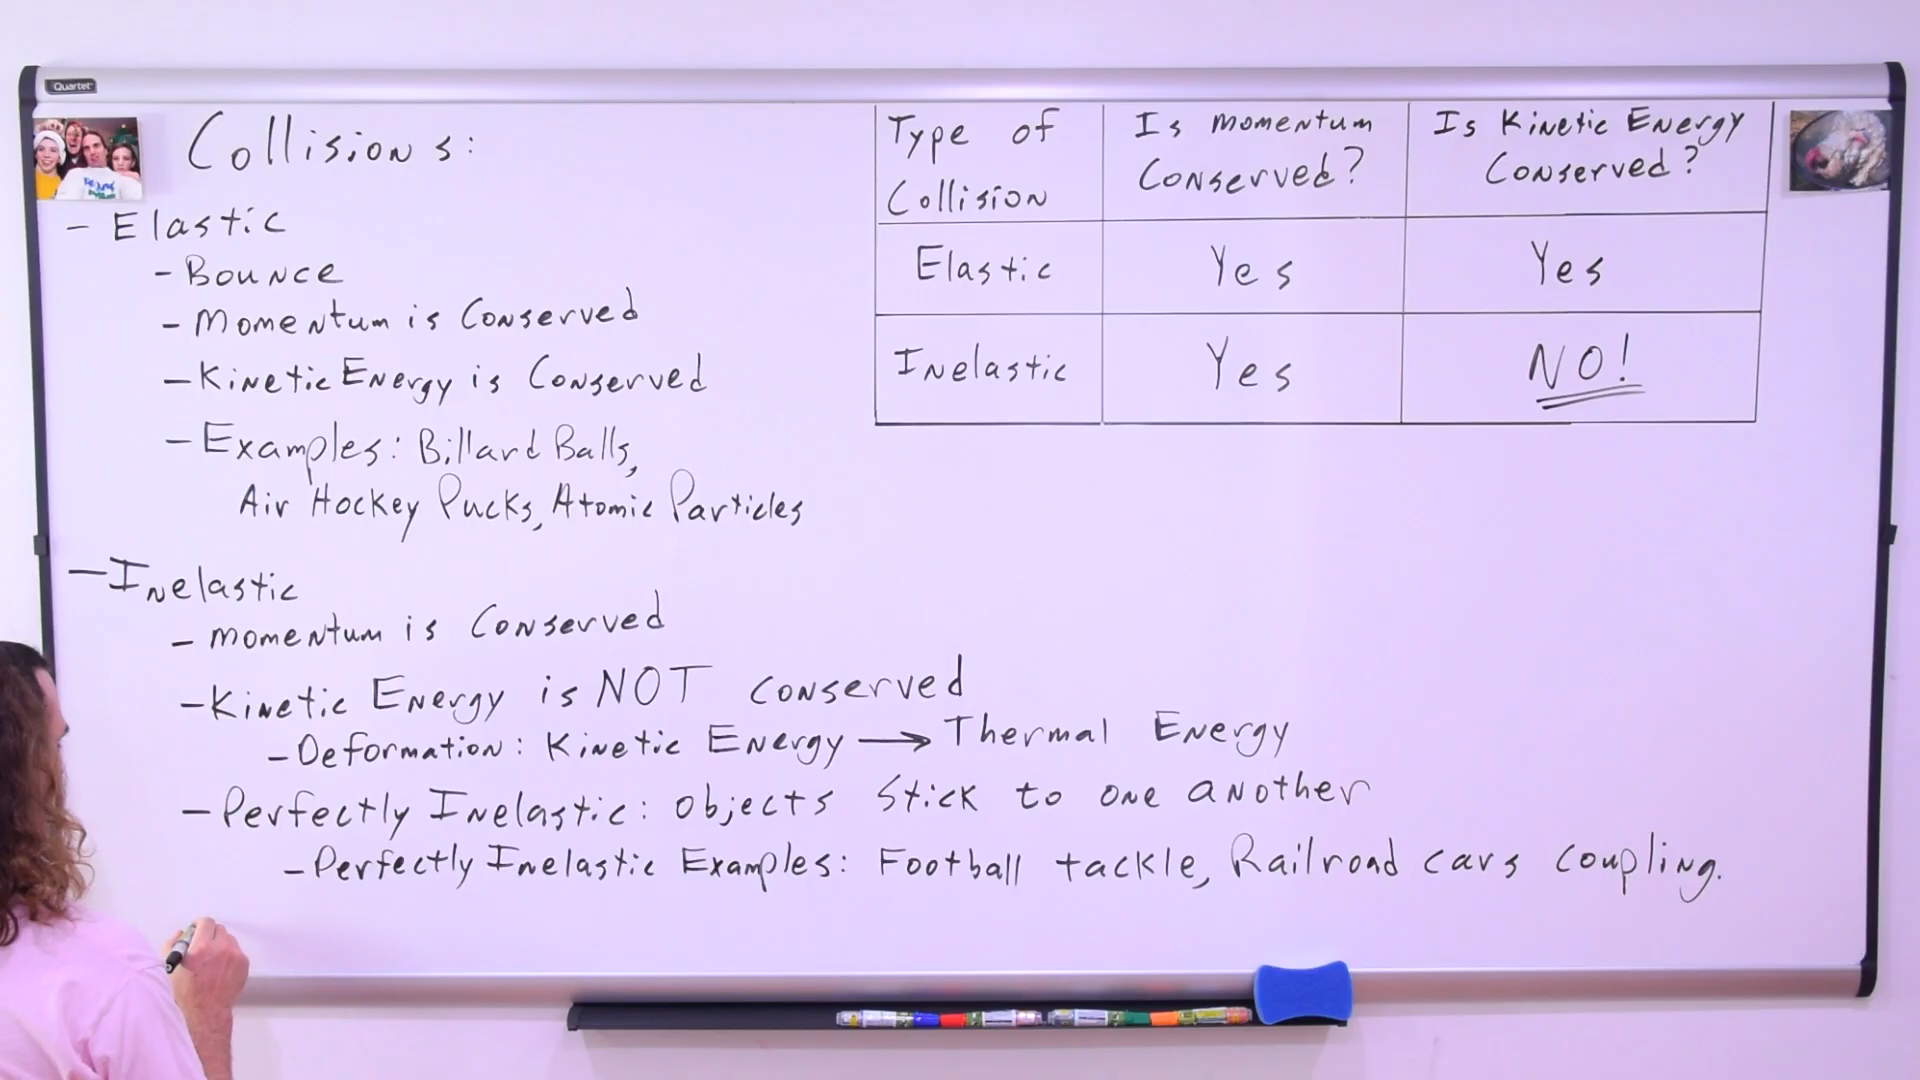 Quartet
Collisions:
- Elastic
- Bounce
- Momentum is Conserved
- Kinetic Energy is Conserved
- Examples: Billard Balls,
Air Hockey Pucks, Atomic Particles
- Inelastic
- Momentum is Conserved
- Kinetic Energy is NOT conserved
- Deformation: Kinetic Energy → Thermal Energy
- Perfectly Inelastic: objects stick to one another
- Perfectly Inelastic Examples: Football tackle, Railroad cars coupling.
Type of Collision | Is Momentum Conserved? | Is Kinetic Energy Conserved?
Elastic | Yes | Yes
Inelastic | Yes | NO!